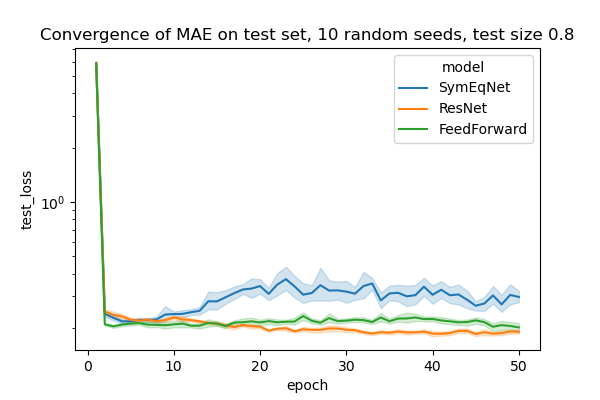 Convergence of MAE on test set, 10 random seeds, test size 0.8
model
SymEqNet
ResNet
FeedForward
test_loss
10⁰
0
10
20
30
40
50
epoch